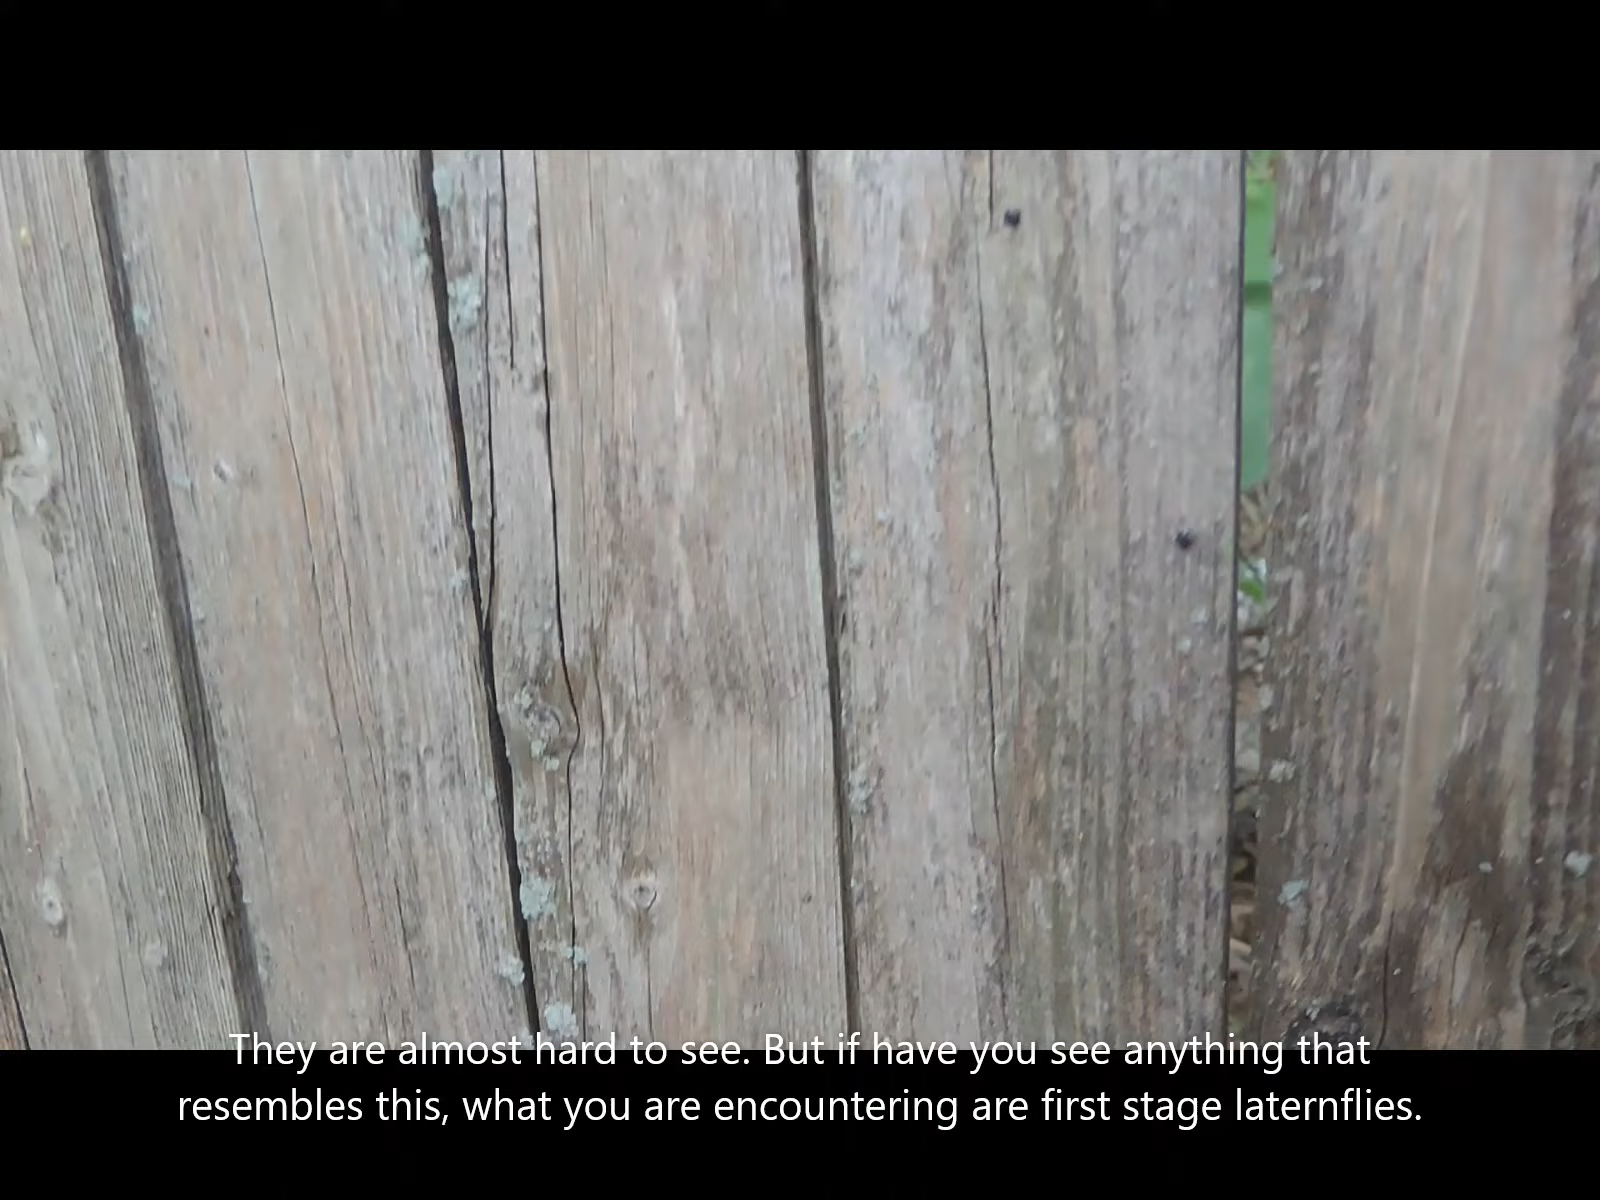 They are almost hard to see. But if have you see anything that
resembles this, what you are encountering are first stage laternflies.